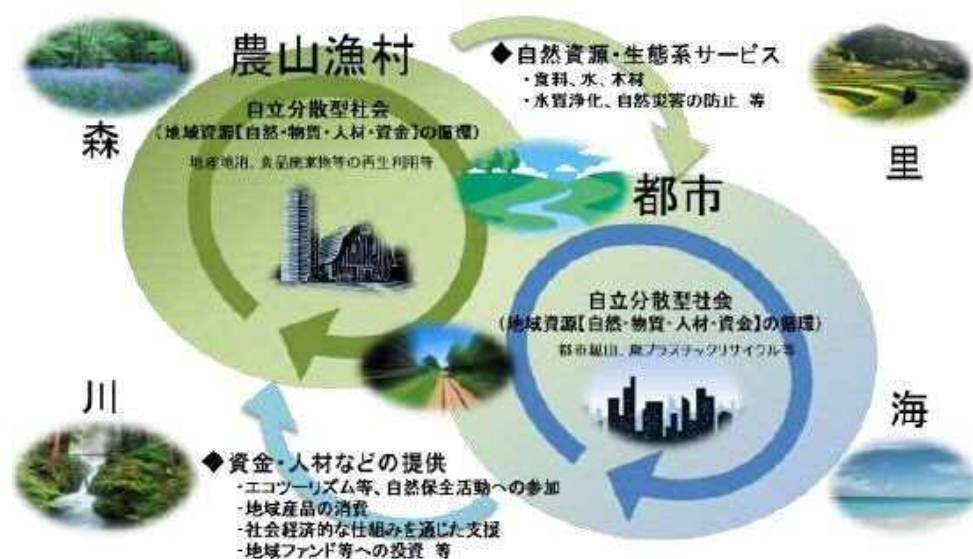 農山漁村
◆自然資源・生態系サービス
・食料、水、木材
・水質浄化、自然災害の防止 等
森
自立分散型社会
(地域資源【自然・物質・人材・資金】の循環)
地産地消、食品廃棄物等の再生利用等
里
都市
自立分散型社会
(地域資源【自然・物質・人材・資金】の循環)
都市鉱山、廃プラスチックリサイクル等
川
海
◆資金・人材などの提供
・エコツーリズム等、自然保全活動への参加
・地域産品の消費
・社会経済的な仕組みを通じた支援
・地域ファンド等への投資 等